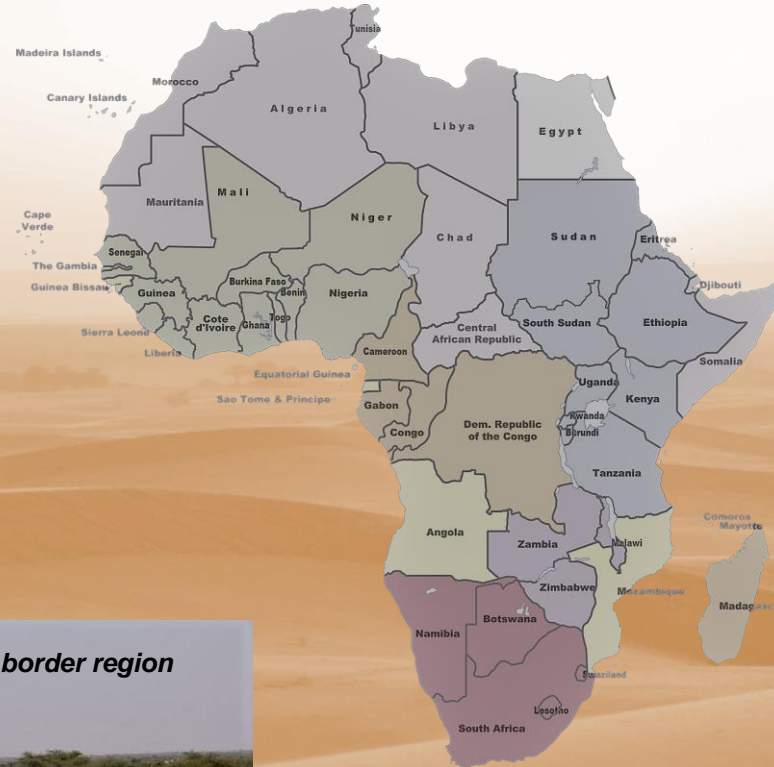 Tunisia
Madeira Islands
Morocco
Canary Islands
Algeria
Libya
Egypt
Mali
Mauritania
Niger
Chad
Sudan
Cape
Verde
Eritrea
Senegal
The Gambia
Djibouti
Burkina Faso
Guinea Bissau
Guinea
Benin
Nigeria
Cote
d'Ivoire
Ghana
Togo
South Sudan
Ethiopia
Sierra Leone
Central
African Republic
Liberia
Cameroon
Somalia
Equatorial Guinea
Uganda
Sao Tome & Principe
Gabon
Kenya
Rwanda
Congo
Dem. Republic
of the Congo
Burundi
Tanzania
Comoros
Mayotte
Angola
Zambia
Malawi
Zimbabwe
Mozambique
Madagasc
Botswana
Namibia
border region
Swaziland
Lesotho
South Africa